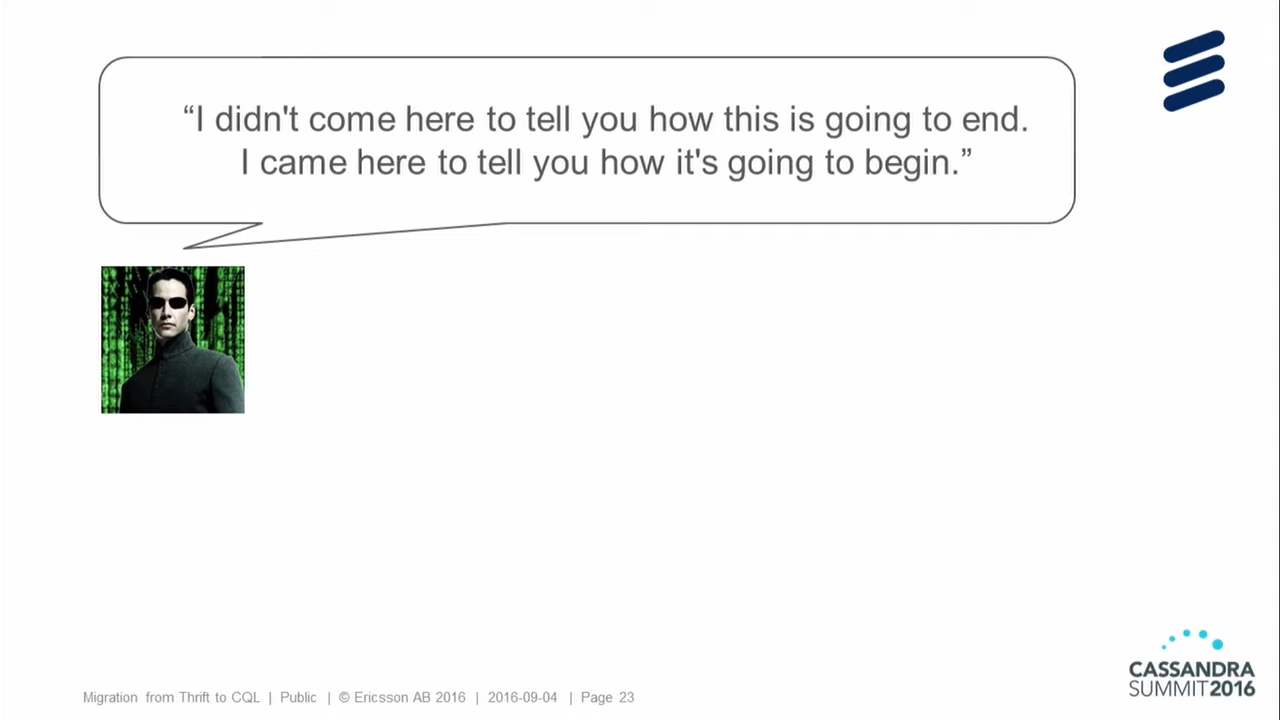 “I didn't come here to tell you how this is going to end.
I came here to tell you how it's going to begin.”
CASSANDRA
SUMMIT2016
Migration from Thrift to CQL | Public | © Ericsson AB 2016 | 2016-09-04 | Page 23